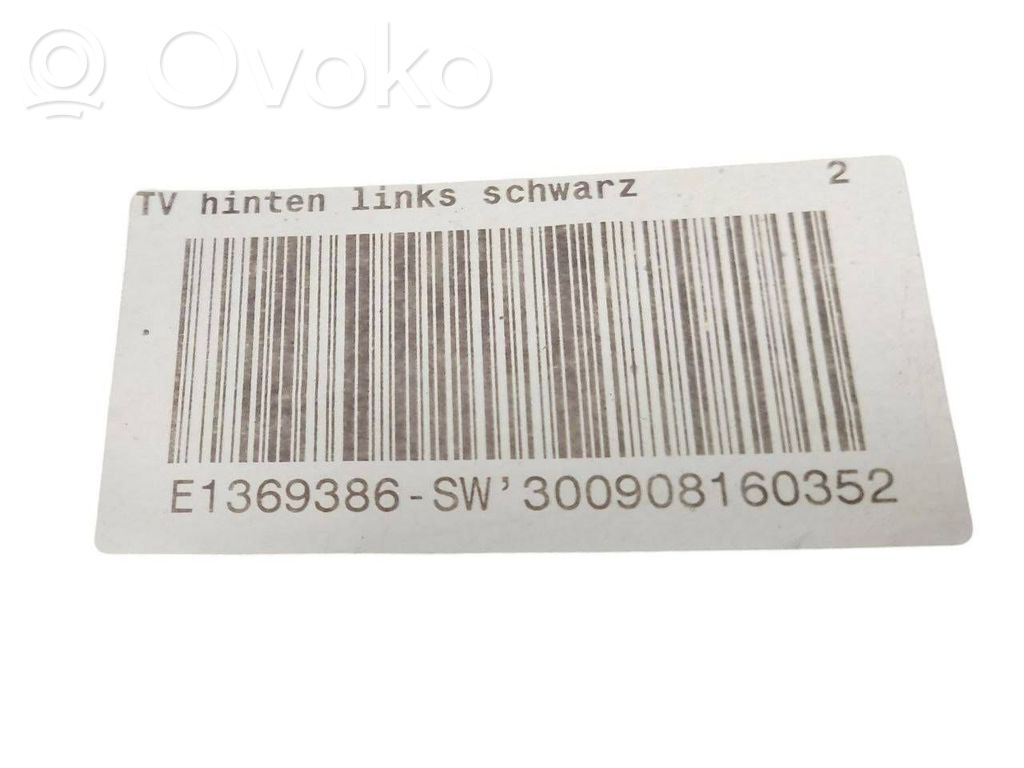 Ovoko
TV hinten links schwarz 2
E1369386-SW'300908160352